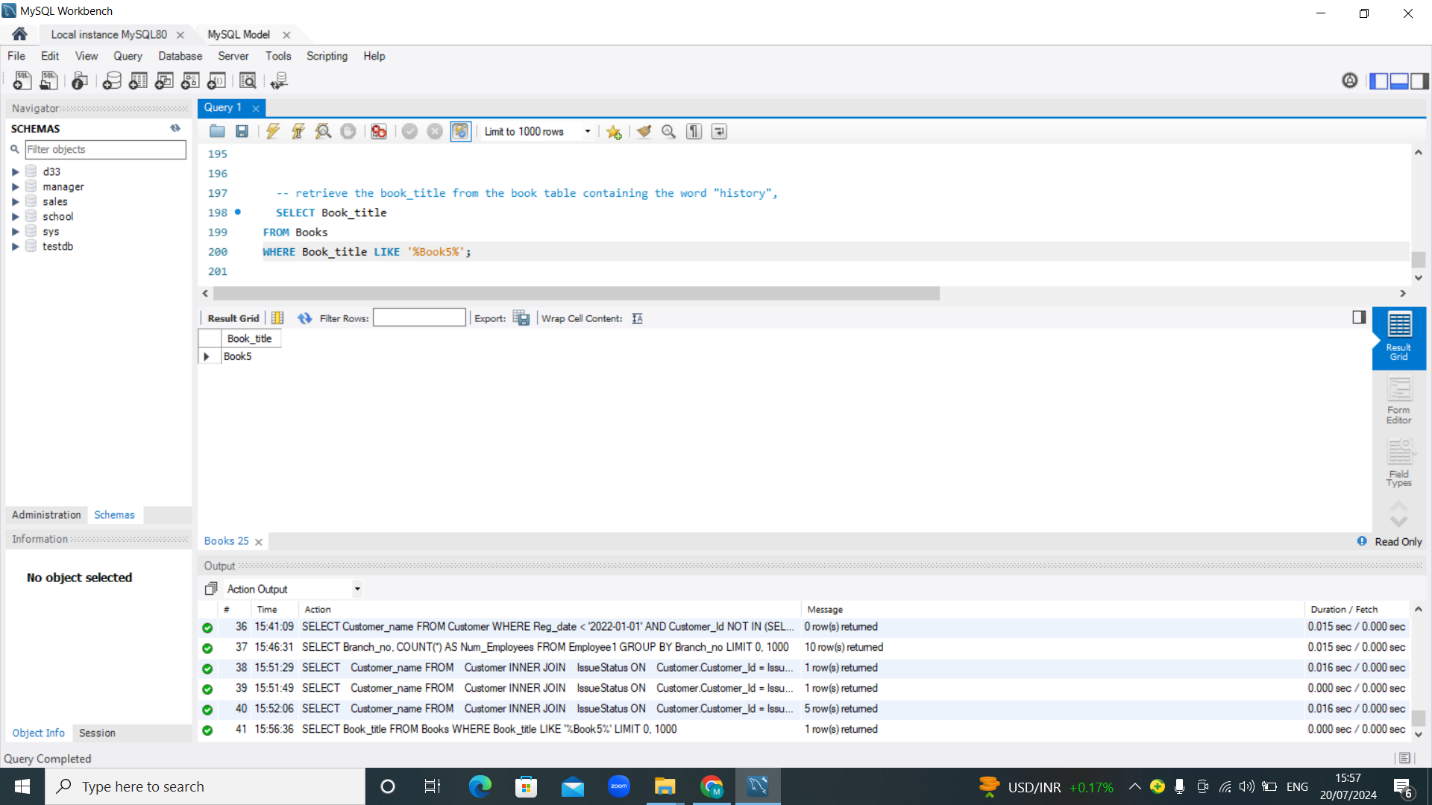 MySQL Workbench
Local instance MySQL80 MySQL Model
File Edit View Query Database Server Tools Scripting Help
Navigator
SCHEMAS
Filter objects
d33
manager
sales
school
sys
testdb
Administration Schemas
Information
No object selected
Object Info Session
Query 1
Limit to 1000 rows
195
196
197 -- retrieve the book_title from the book table containing the word "history",
198 SELECT Book_title
199 FROM Books
200 WHERE Book_title LIKE '%Book5%';
201
Result Grid Filter Rows: Export: Wrap Cell Content:
Book_title
Book5
Result Grid
Form Editor
Field Types
Books 25 Read Only
Output
Action Output
# Time Action Message Duration / Fetch
36 15:41:09 SELECT Customer_name FROM Customer WHERE Reg_date < '2022-01-01' AND Customer_Id NOT IN (SEL... 0 row(s) returned 0.015 sec / 0.000 sec
37 15:46:31 SELECT Branch_no, COUNT(*) AS Num_Employees FROM Employee1 GROUP BY Branch_no LIMIT 0, 1000 10 row(s) returned 0.015 sec / 0.000 sec
38 15:51:29 SELECT Customer_name FROM Customer INNER JOIN IssueStatus ON Customer.Customer_Id = Issu... 1 row(s) returned 0.016 sec / 0.000 sec
39 15:51:49 SELECT Customer_name FROM Customer INNER JOIN IssueStatus ON Customer.Customer_Id = Issu... 1 row(s) returned 0.000 sec / 0.000 sec
40 15:52:06 SELECT Customer_name FROM Customer INNER JOIN IssueStatus ON Customer.Customer_Id = Issu... 5 row(s) returned 0.016 sec / 0.000 sec
41 15:56:36 SELECT Book_title FROM Books WHERE Book_title LIKE '%Book5%' LIMIT 0, 1000 1 row(s) returned 0.000 sec / 0.000 sec
Query Completed
Type here to search
zoom
USD/INR +0.17% ENG 15:57
20/07/2024
6